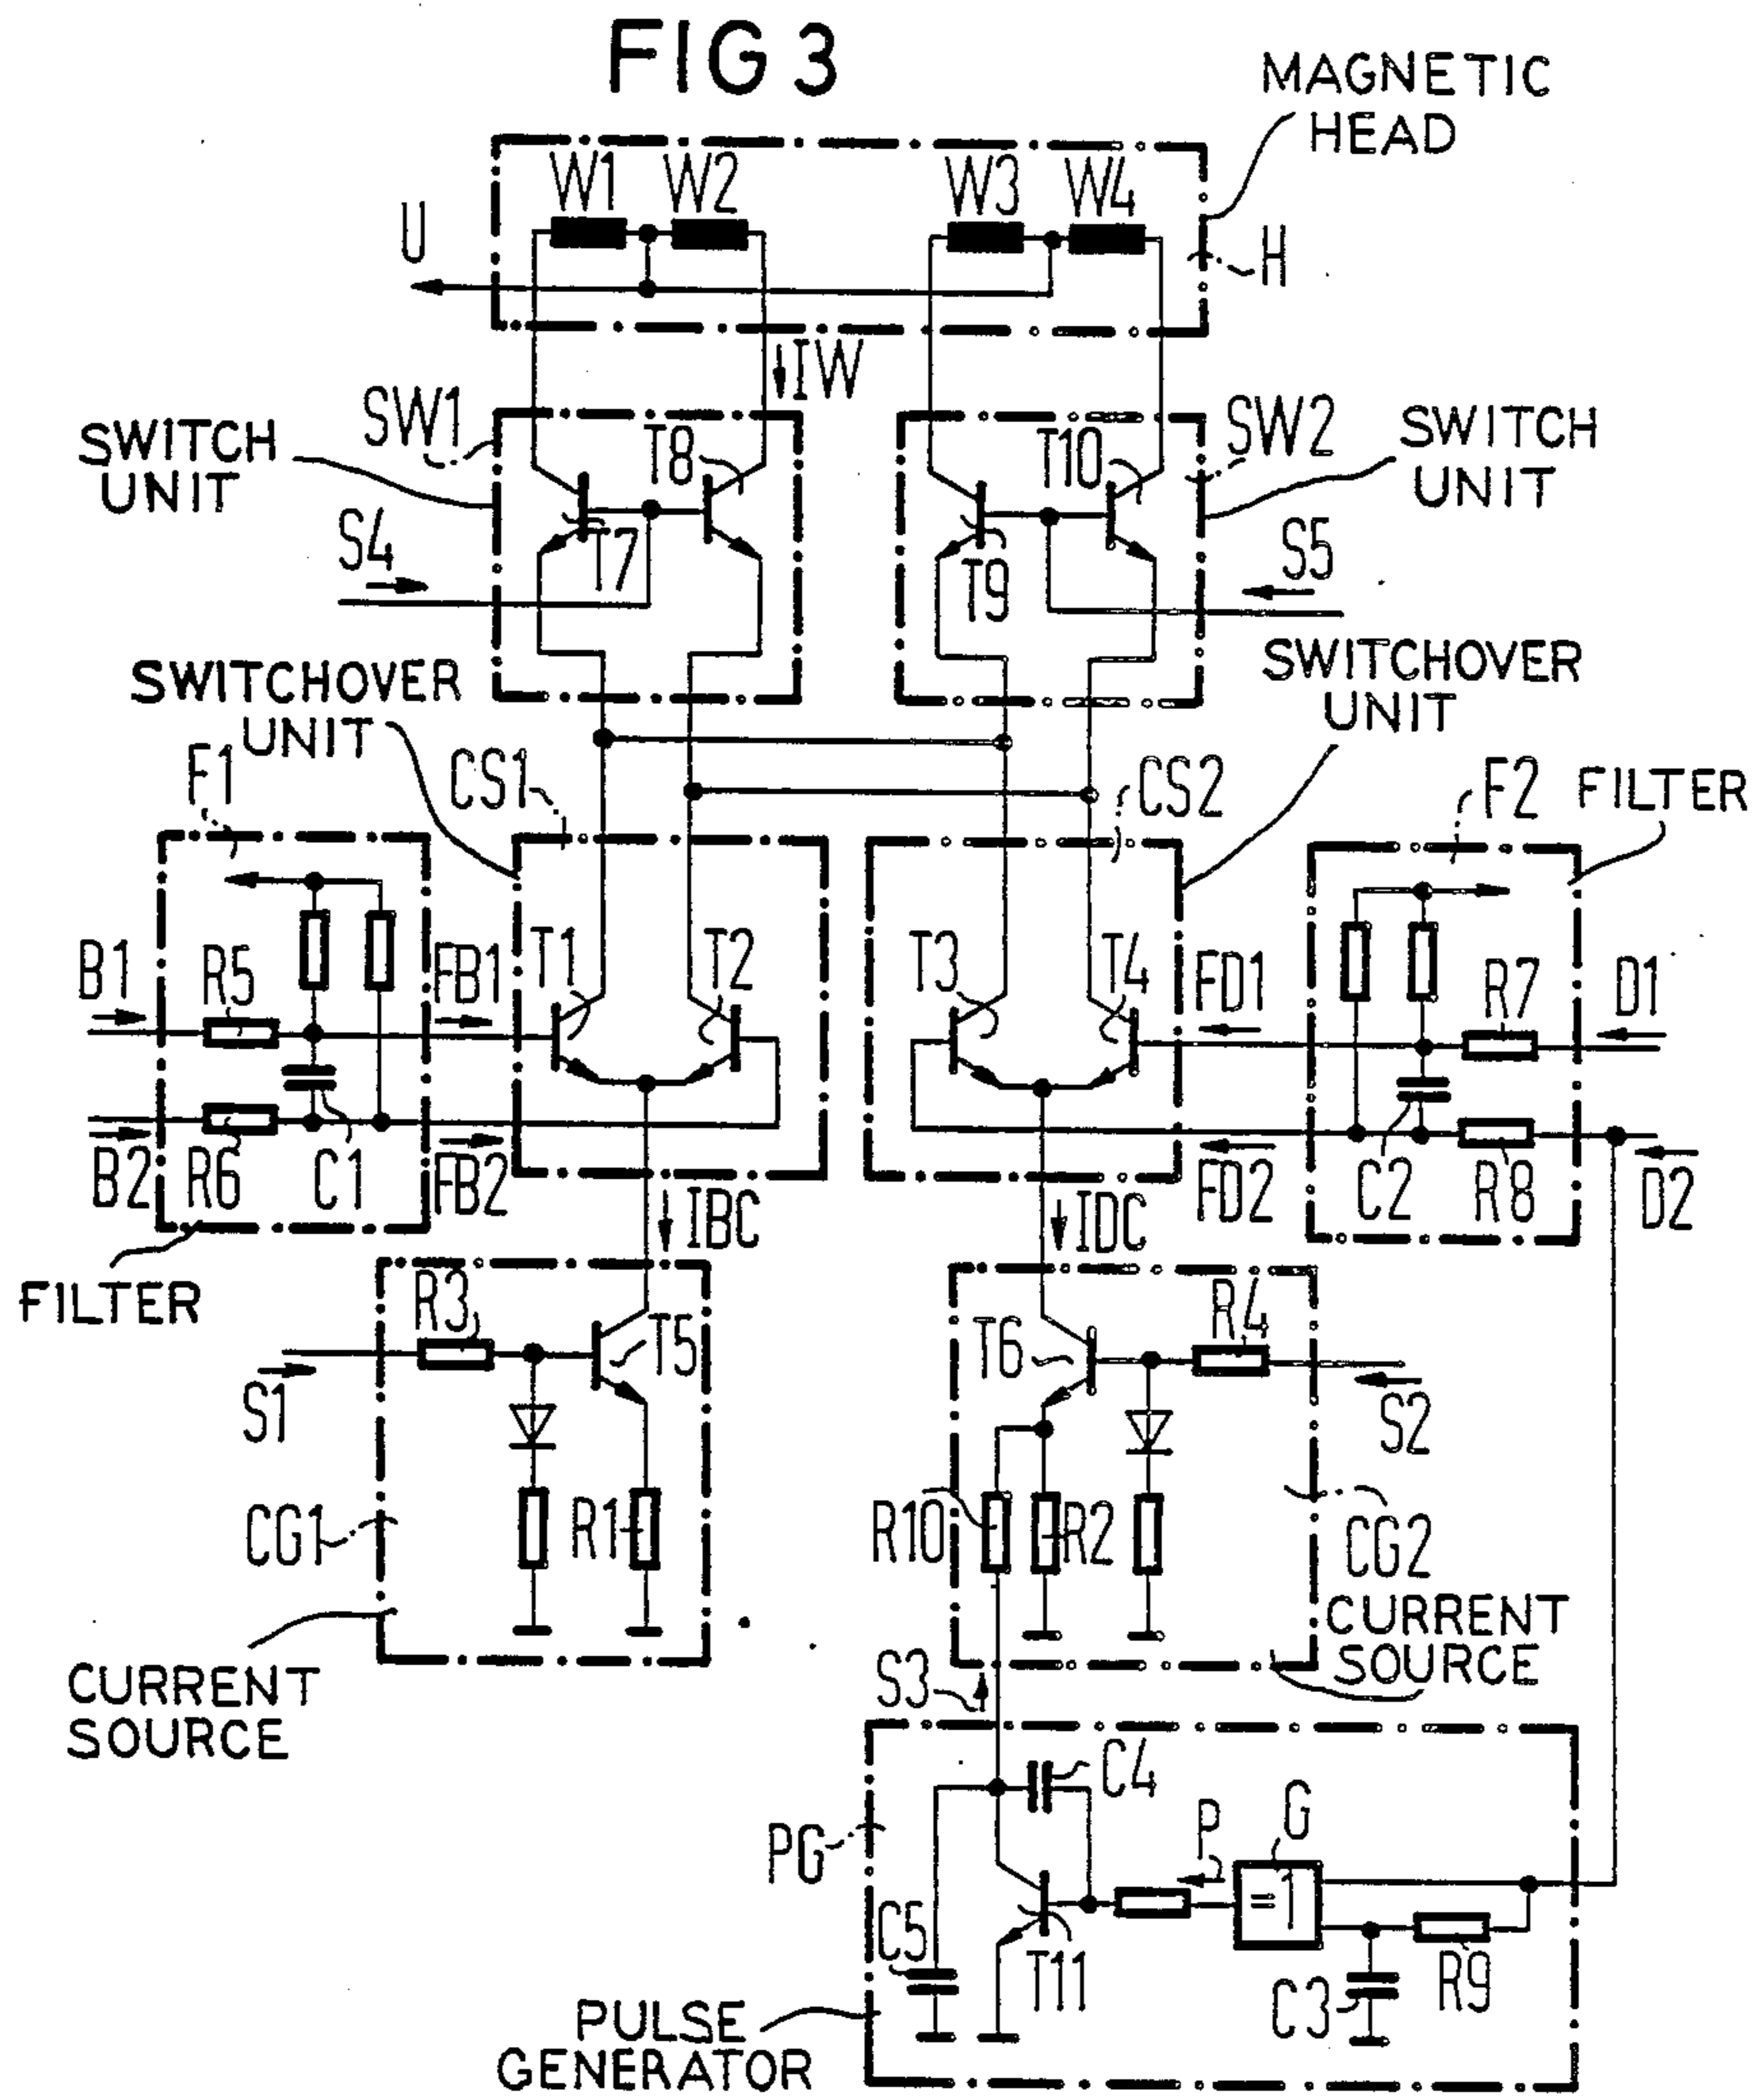 FIG 3
MAGNETIC
HEAD
W1
W2
W3
W4
U
H
IW
SW1
SWITCH
UNIT
T8
T10
SW2
SWITCH
UNIT
S4
T7
T9
S5
SWITCHOVER
UNIT
SWITCHOVER
UNIT
F1
CS1
CS2
F2
FILTER
B1
R5
FB1
T1
T2
T3
T4
FD1
R7
D1
B2
R6
C1
FB2
FD2
C2
R8
D2
IBC
IDC
FILTER
R3
T5
T6
R4
S1
S2
CG1
R1
R10
R2
CG2
CURRENT
SOURCE
CURRENT
SOURCE
S3
C4
PG
P
G
=1
C5
T11
C3
R9
PULSE
GENERATOR